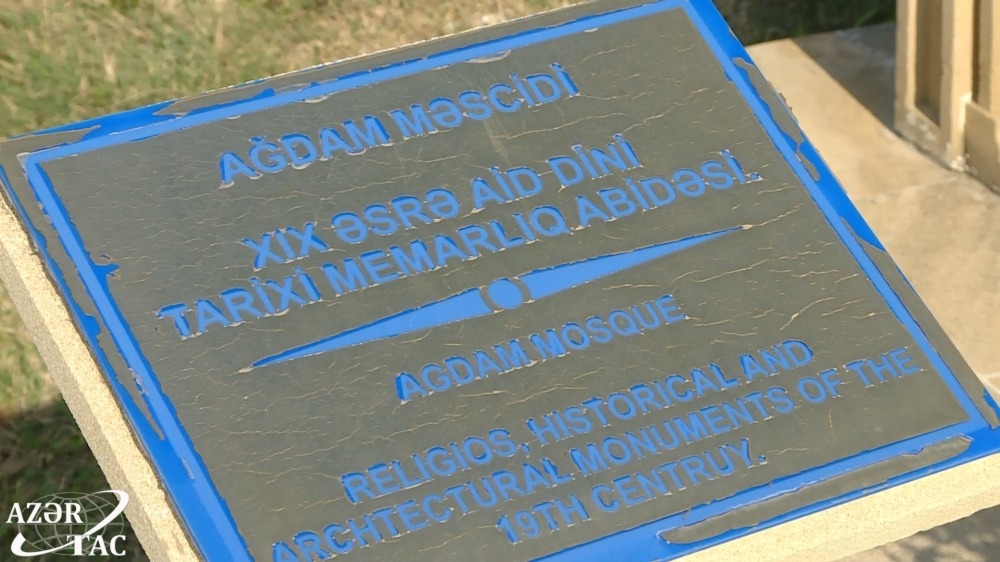 AĞDAM MƏSCİDİ
XIX ƏSRƏ AİD DİNİ
TARİXİ MEMARLIQ ABİDƏSİ.
AGDAM MOSQUE
RELIGIOS, HISTORICAL AND
ARCHTECTURAL MONUMENTS OF THE
19TH CENTRUY.
AZƏR
TAC